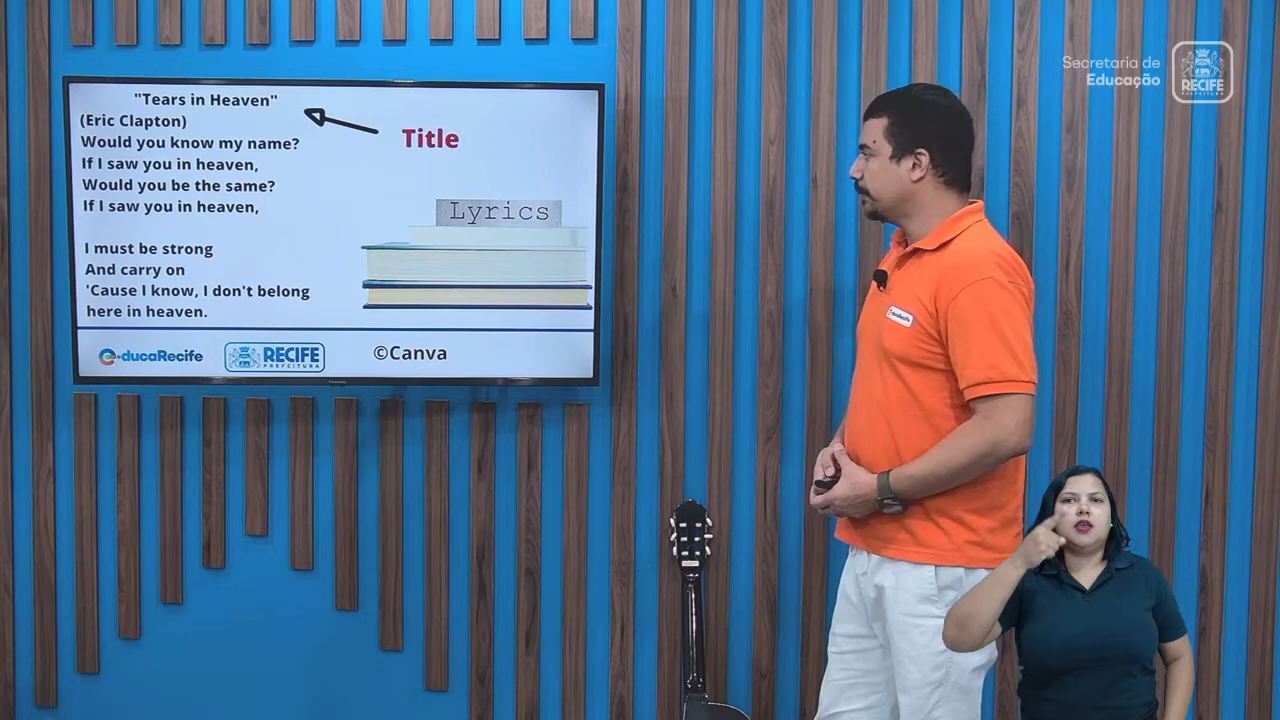 Secretaria de
Educação
RECIFE
PREFEITURA
"Tears in Heaven"
(Eric Clapton)
Would you know my name?
If I saw you in heaven,
Would you be the same?
If I saw you in heaven,
I must be strong
And carry on
'Cause I know, I don't belong
here in heaven.
Title
Lyrics
e·ducaRecife
RECIFE
PREFEITURA
©Canva